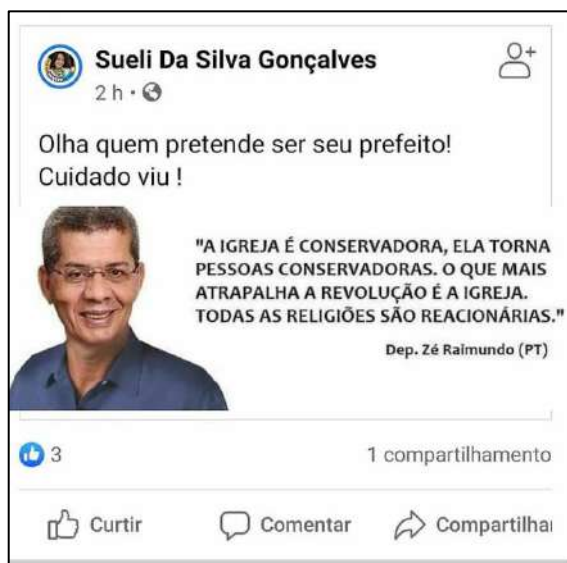 Sueli Da Silva Gonçalves
2 h •
Olha quem pretende ser seu prefeito!
Cuidado viu !
"A IGREJA É CONSERVADORA, ELA TORNA
PESSOAS CONSERVADORAS. O QUE MAIS
ATRAPALHA A REVOLUÇÃO É A IGREJA.
TODAS AS RELIGIÕES SÃO REACIONÁRIAS."
Dep. Zé Raimundo (PT)
3
1 compartilhamento
Curtir
Comentar
Compartilhai